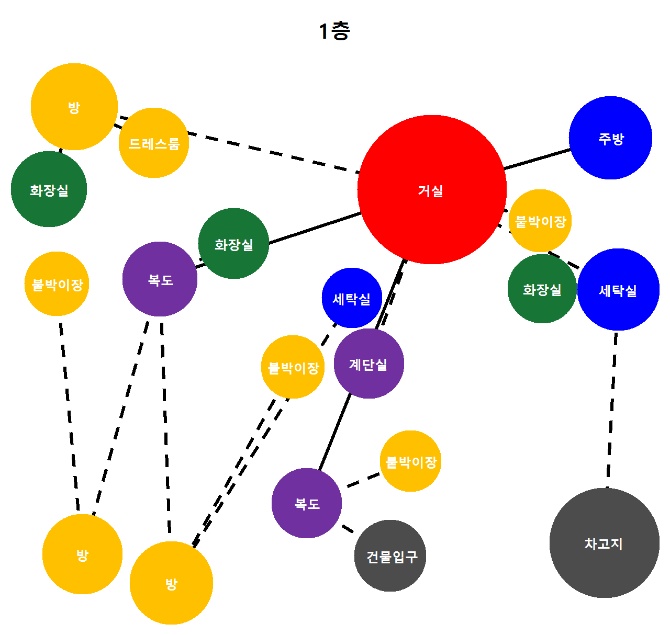 1층
방
드레스룸
주방
화장실
거실
붙박이장
화장실
복도
붙박이장
화장실
세탁실
세탁실
붙박이장
계단실
붙박이장
복도
방
방
건물입구
차고지